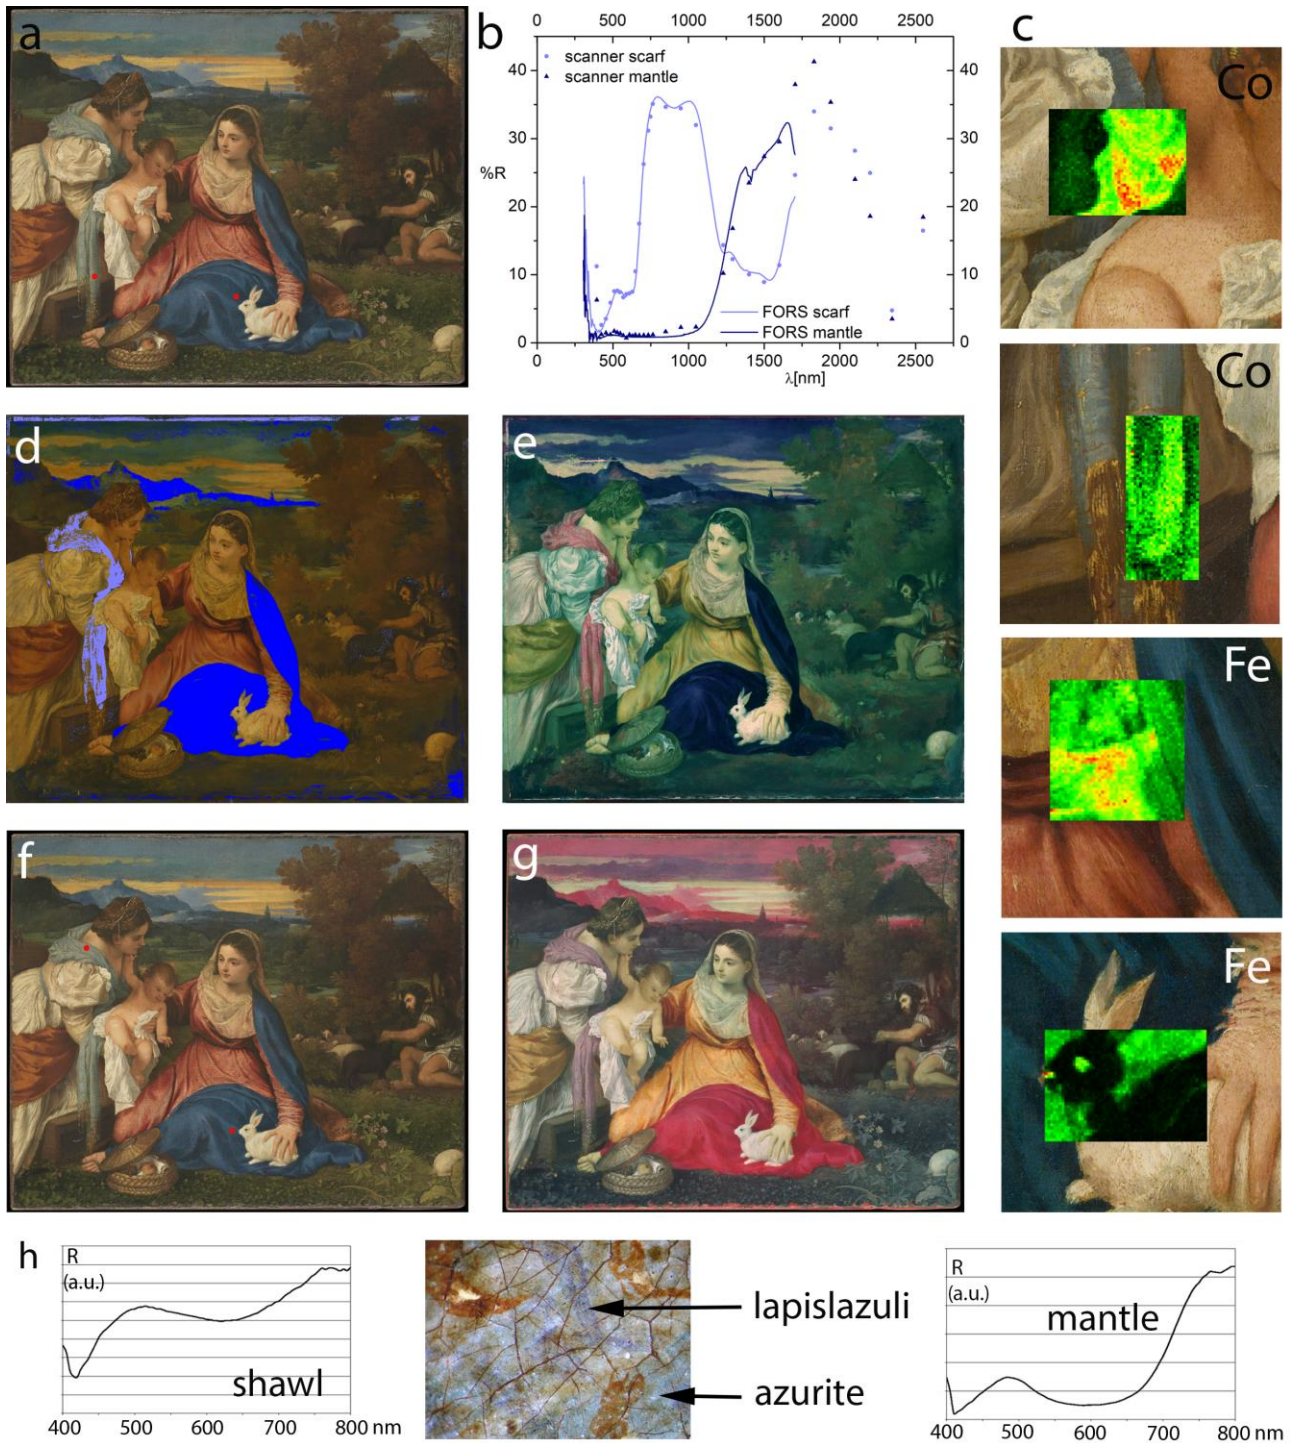 a
b
c
0 500 1000 1500 2000 2500
40
30
20
10
0
%R
scanner scarf
scanner mantle
40
30
20
10
0
FORS scarf
FORS mantle
0 500 1000 1500 2000 2500
λ[nm]
Co
Co
Fe
Fe
d
e
f
g
h
R
(a.u.)
shawl
400 500 600 700 800 nm
lapislazuli
azurite
R
(a.u.)
mantle
400 500 600 700 800 nm